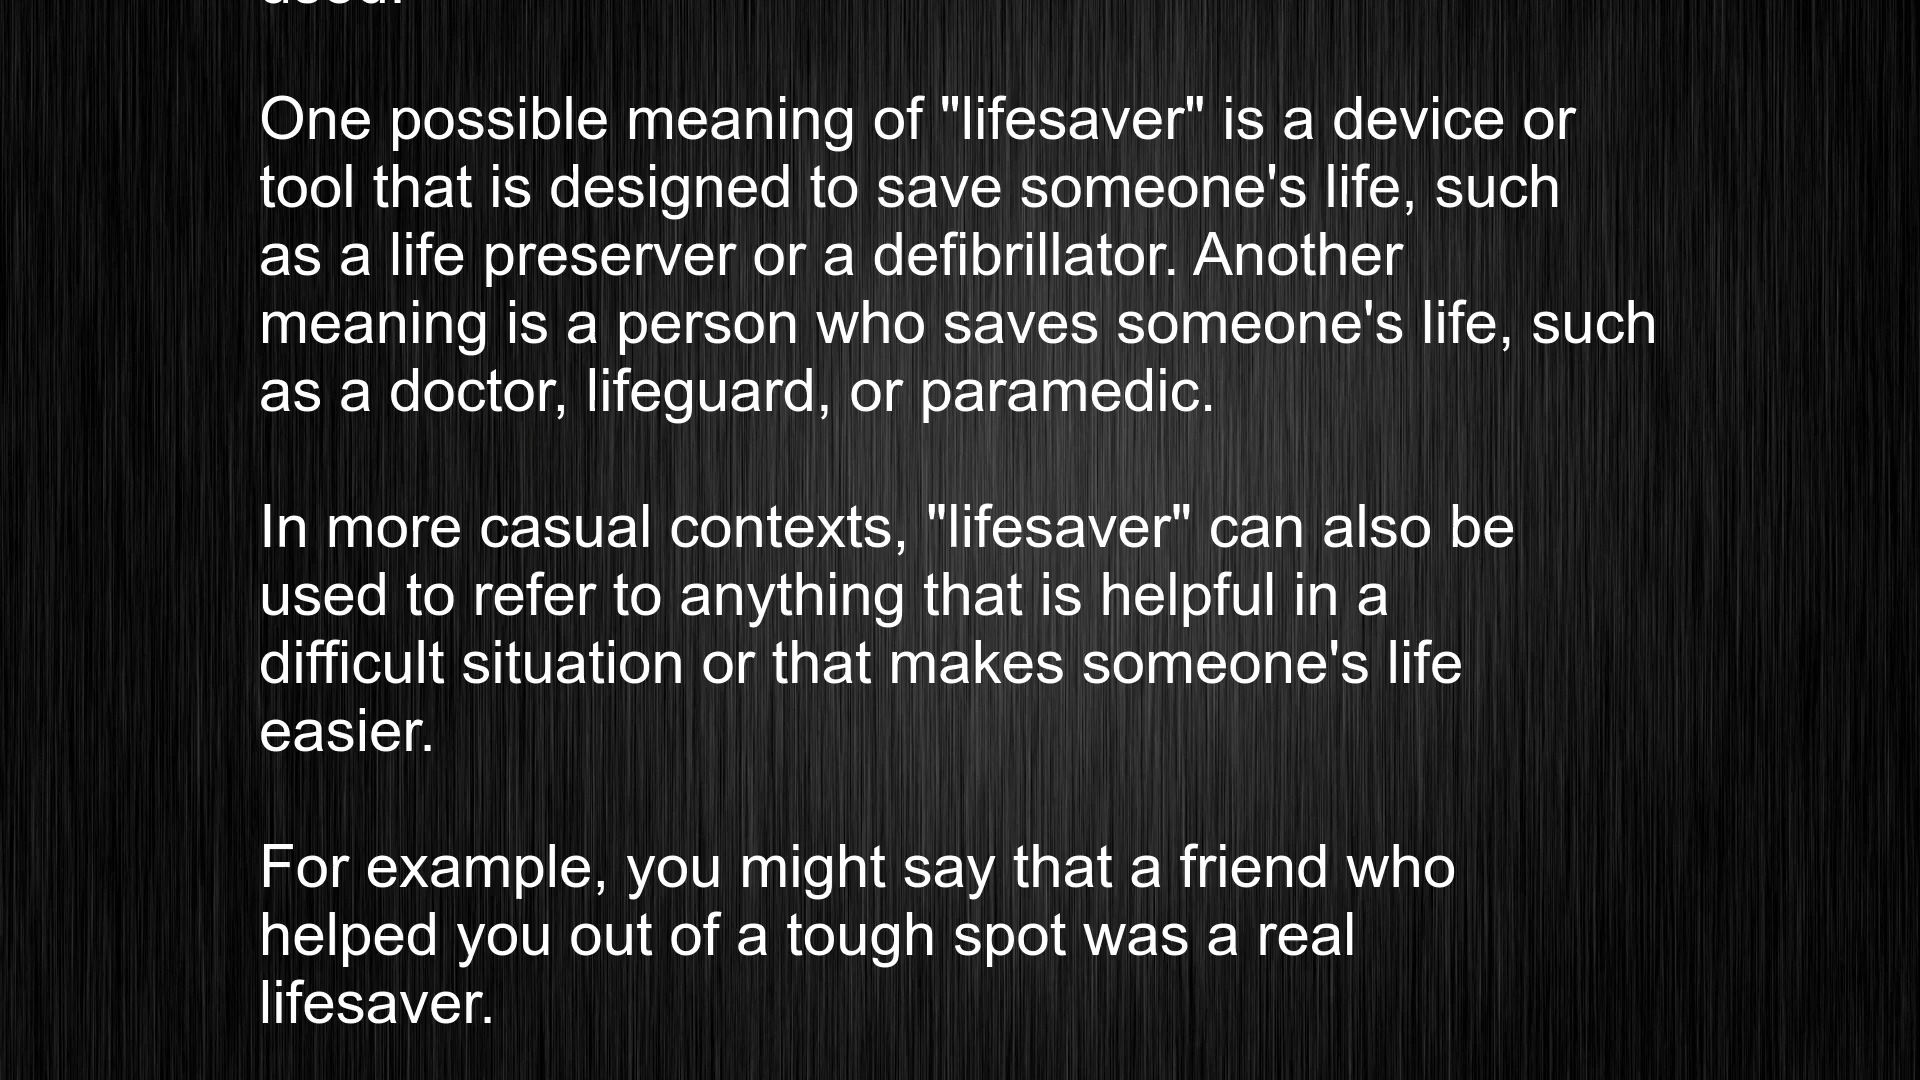 used.
One possible meaning of "lifesaver" is a device or
tool that is designed to save someone's life, such
as a life preserver or a defibrillator. Another
meaning is a person who saves someone's life, such
as a doctor, lifeguard, or paramedic.
In more casual contexts, "lifesaver" can also be
used to refer to anything that is helpful in a
difficult situation or that makes someone's life
easier.
For example, you might say that a friend who
helped you out of a tough spot was a real
lifesaver.